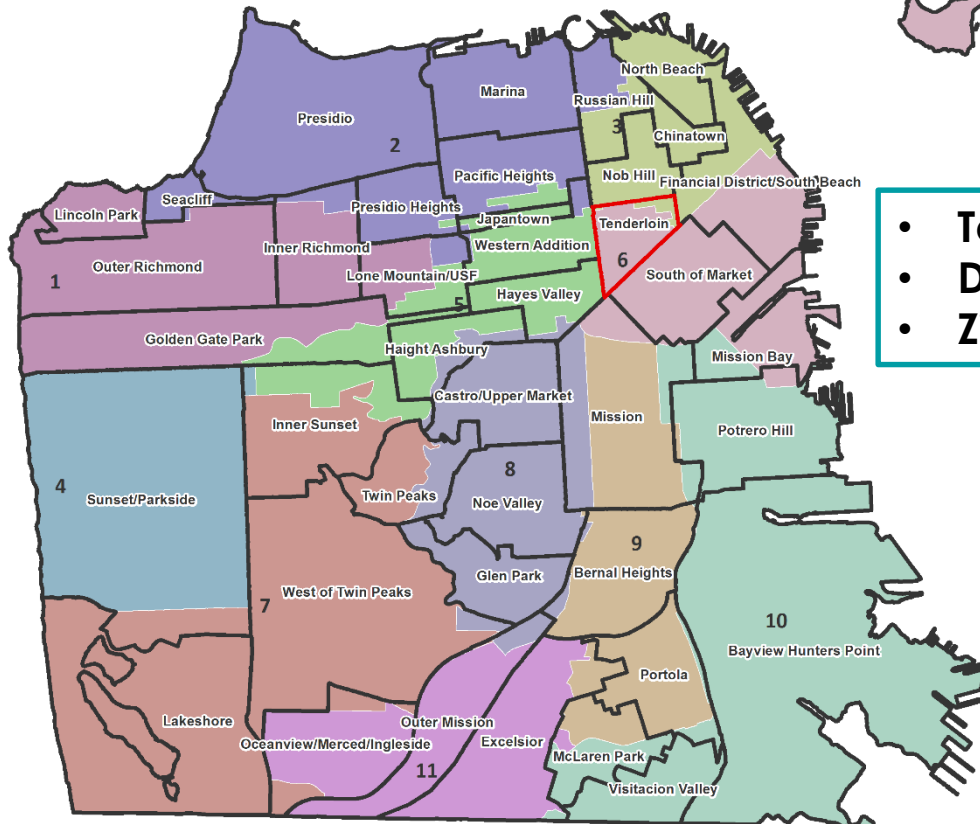 North Beach
Marina
Russian Hill
Presidio
3
Chinatown
2
Pacific Heights
Nob Hill
Financial District/South Beach
Seacliff
Presidio Heights
Lincoln Park
Japantown
Tenderloin
Inner Richmond
Western Addition
Outer Richmond
6
Lone Mountain/USF
South of Market
1
Hayes Valley
5
Golden Gate Park
Haight Ashbury
Mission Bay
Castro/Upper Market
Mission
Inner Sunset
Potrero Hill
8
4
Sunset/Parkside
Twin Peaks
Noe Valley
9
Glen Park
Bernal Heights
West of Twin Peaks
7
10
Bayview Hunters Point
Portola
Lakeshore
Outer Mission
Oceanview/Merced/Ingleside
Excelsior
McLaren Park
11
Visitacion Valley
• T
• D
• Z